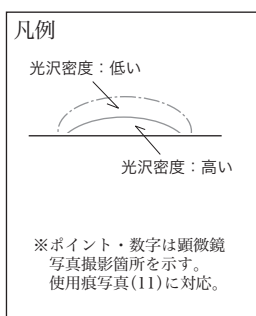 凡例
光沢密度：低い
光沢密度：高い
※ポイント・数字は顕微鏡
写真撮影箇所を示す。
使用痕写真(11)に対応。